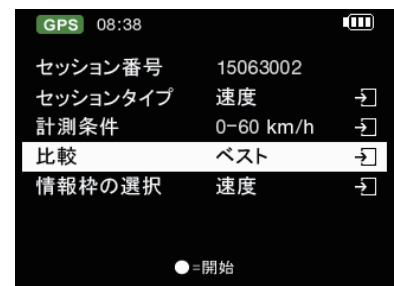 GPS 08:38
セッション番号 15063002
セッションタイプ 速度
計測条件 0-60 km/h
比較 ベスト
情報枠の選択 速度
●=開始